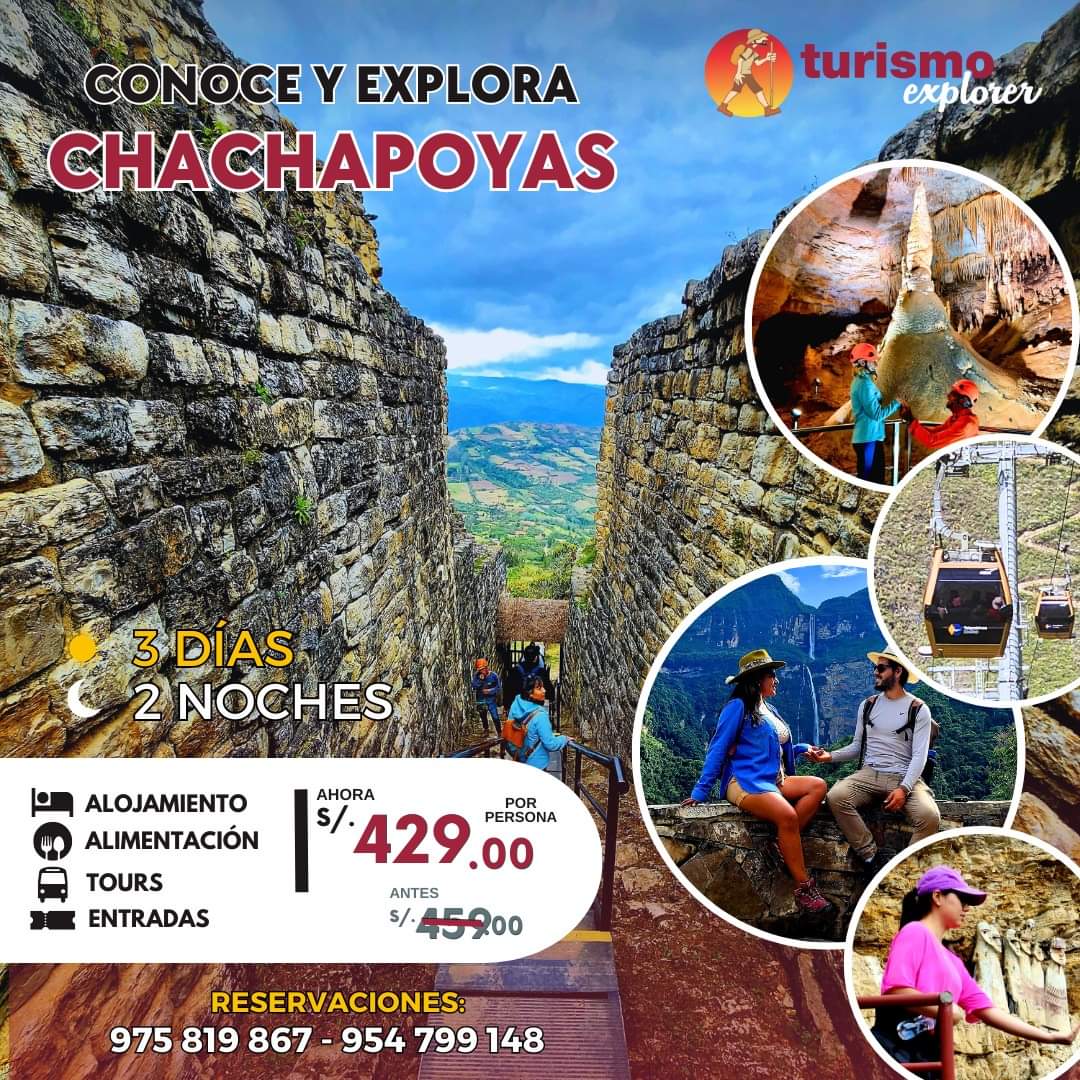 CONOCE Y EXPLORA
CHACHAPOYAS
turismo
explorer
3 DÍAS
2 NOCHES
ALOJAMIENTO
ALIMENTACIÓN
TOURS
ENTRADAS
AHORA
S/. 429.00
POR
PERSONA
ANTES
S/. 459.00
RESERVACIONES:
975 819 867 - 954 799 148